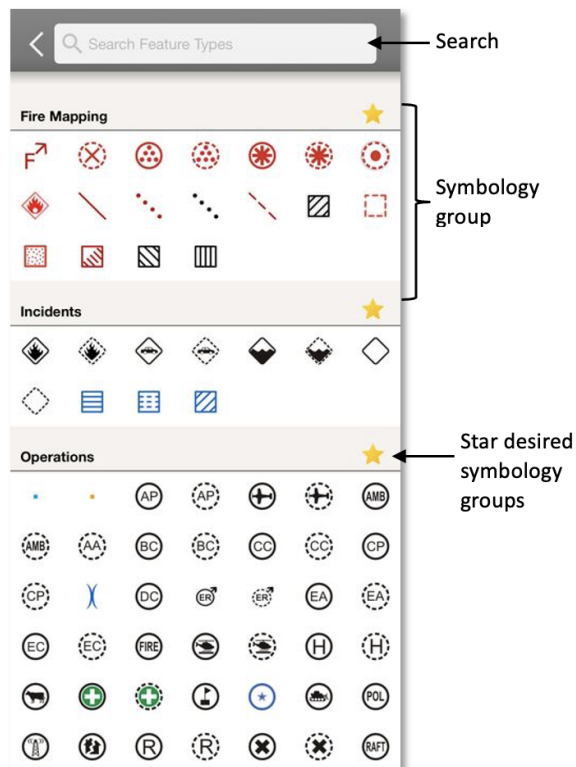 Search Feature Types
Search
Fire Mapping
F
Symbology
group
Incidents
Star desired
symbology
groups
Operations
AP AP AMB
AMB AA BC BC CC CC CP
CP DC ER ER EA EA
EC EC FIRE H H
POL
R R RAFT